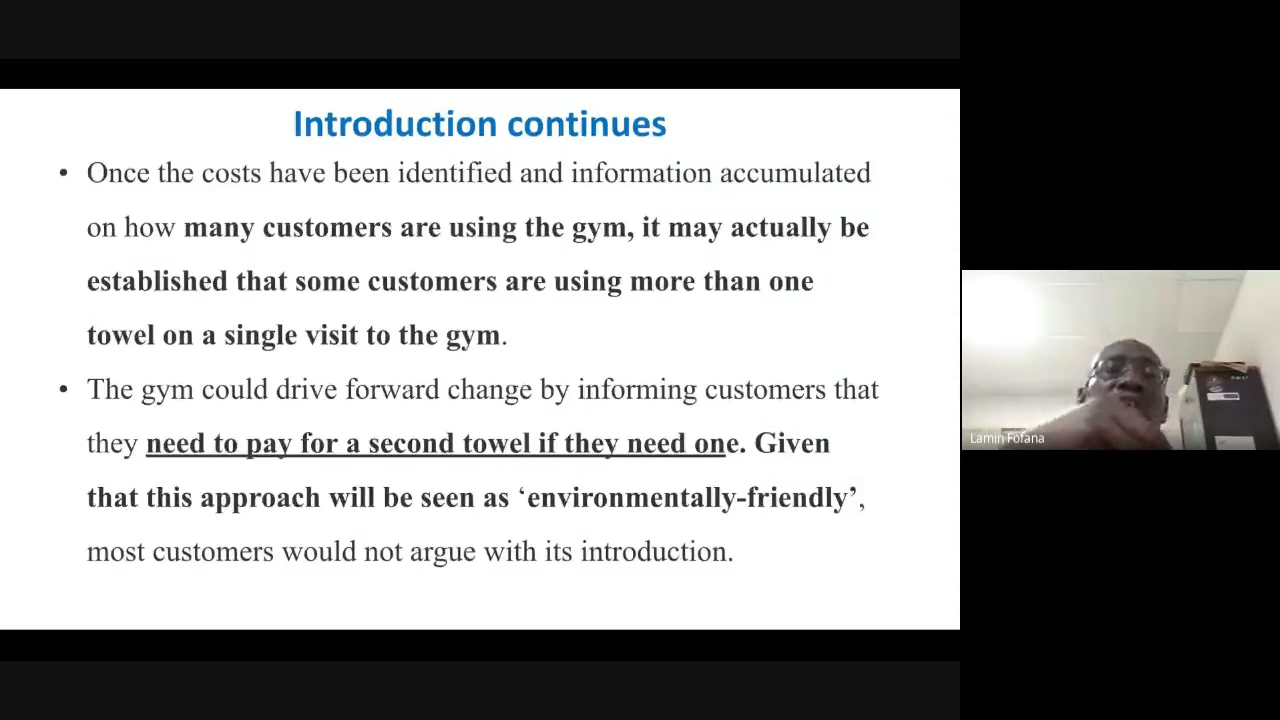 Introduction continues
• Once the costs have been identified and information accumulated
on how many customers are using the gym, it may actually be
established that some customers are using more than one
towel on a single visit to the gym.
• The gym could drive forward change by informing customers that
they need to pay for a second towel if they need one. Given
that this approach will be seen as ‘environmentally-friendly’,
most customers would not argue with its introduction.
Lamin Fofana